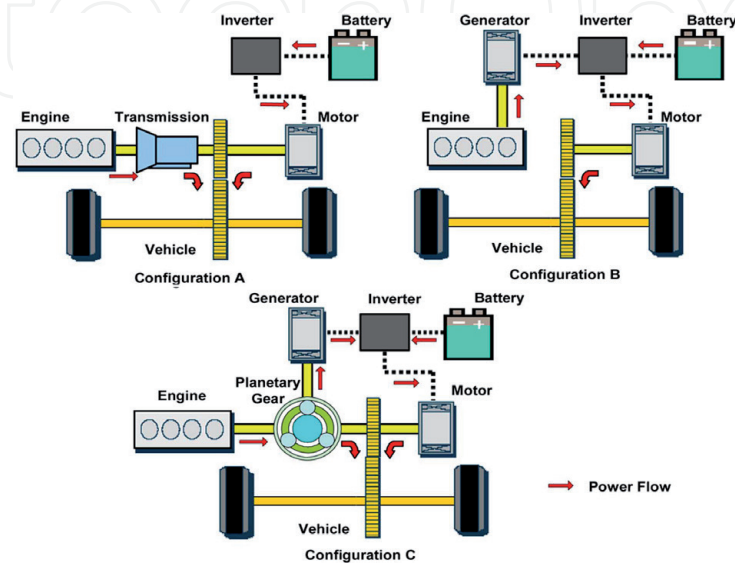 Inverter
Battery
Engine
Transmission
Motor
Vehicle
Configuration A
Generator
Inverter
Battery
Engine
Motor
Vehicle
Configuration B
Generator
Inverter
Battery
Planetary
Gear
Engine
Motor
Vehicle
Configuration C
Power Flow